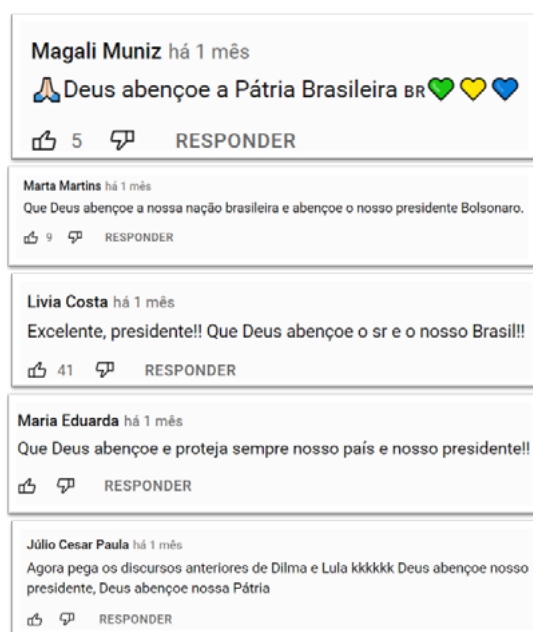 Magali Muniz há 1 mês
🙏🏻Deus abençoe a Pátria Brasileira BR💚💛💙
5 RESPONDER
Marta Martins há 1 mês
Que Deus abençoe a nossa nação brasileira e abençoe o nosso presidente Bolsonaro.
9 RESPONDER
Livia Costa há 1 mês
Excelente, presidente!! Que Deus abençoe o sr e o nosso Brasil!!
41 RESPONDER
Maria Eduarda há 1 mês
Que Deus abençoe e proteja sempre nosso país e nosso presidente!!
RESPONDER
Júlio Cesar Paula há 1 mês
Agora pega os discursos anteriores de Dilma e Lula kkkkkk Deus abençoe nosso
presidente, Deus abençoe nossa Pátria
RESPONDER